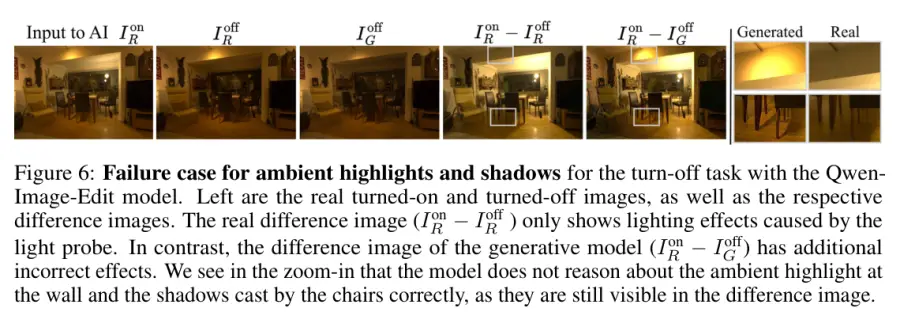 Input to AI I_R^on I_R^off I_G^off I_R^on − I_R^off I_R^on − I_G^off Generated Real
Figure 6: Failure case for ambient highlights and shadows for the turn-off task with the Qwen-
Image-Edit model. Left are the real turned-on and turned-off images, as well as the respective
difference images. The real difference image (I_R^on − I_R^off ) only shows lighting effects caused by the
light probe. In contrast, the difference image of the generative model (I_R^on − I_G^off) has additional
incorrect effects. We see in the zoom-in that the model does not reason about the ambient highlight at
the wall and the shadows cast by the chairs correctly, as they are still visible in the difference image.